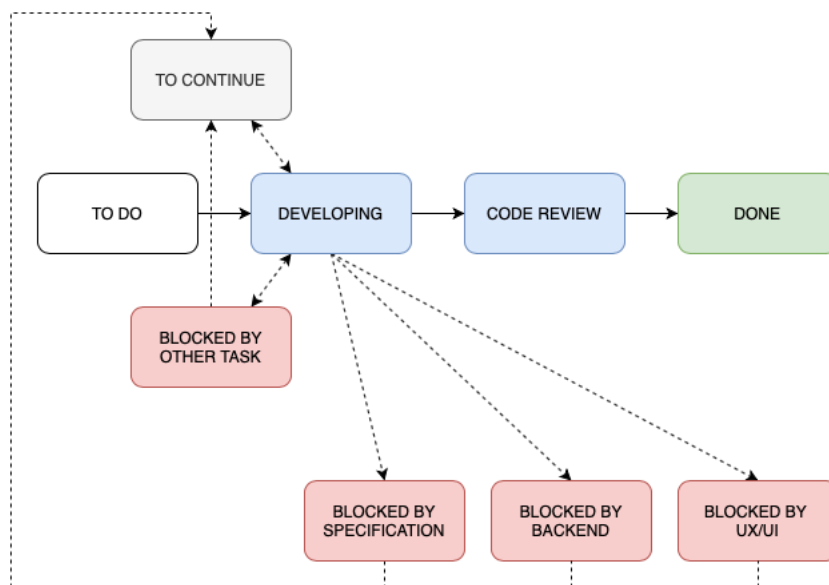 TO CONTINUE
TO DO
DEVELOPING
CODE REVIEW
DONE
BLOCKED BY
OTHER TASK
BLOCKED BY
SPECIFICATION
BLOCKED BY
BACKEND
BLOCKED BY
UX/UI